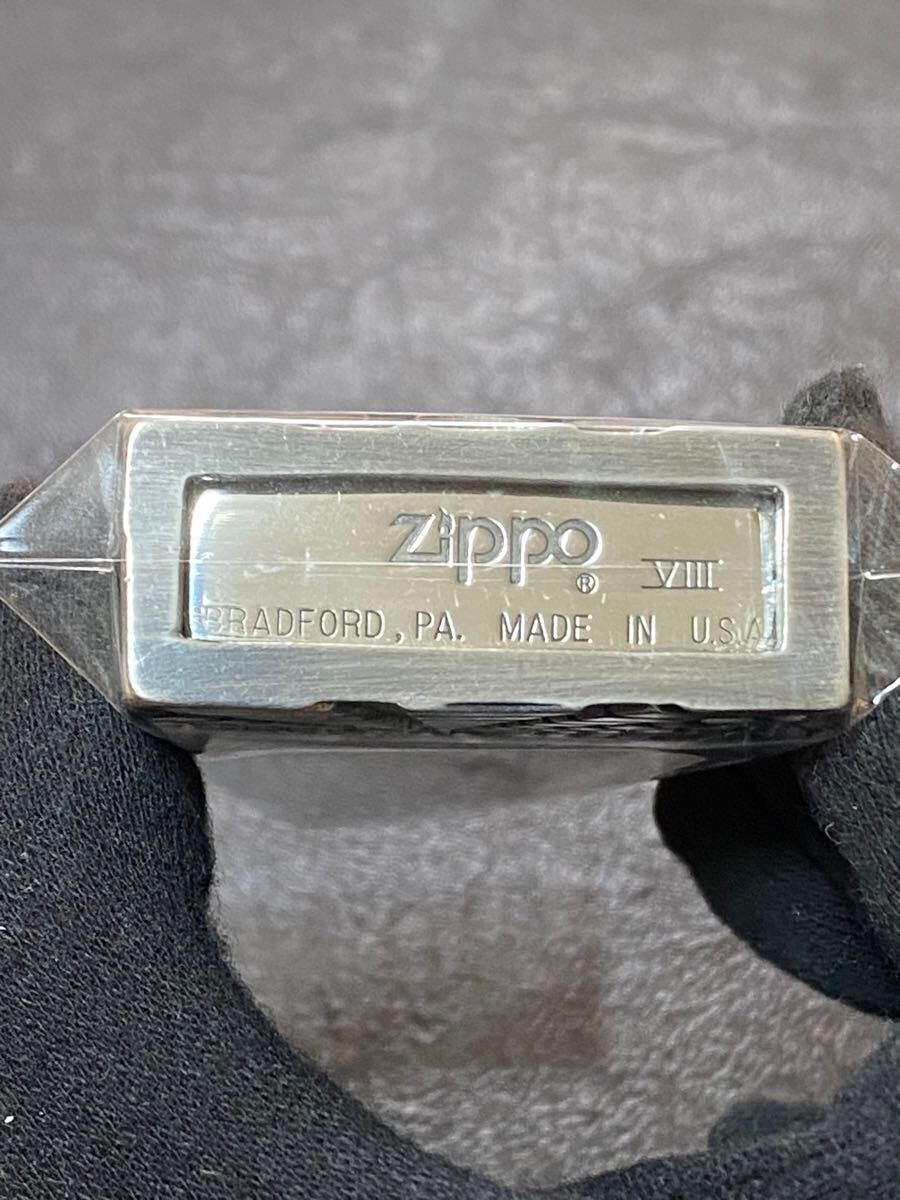 Zippo ® VIII
BRADFORD, PA. MADE IN U.S.A.